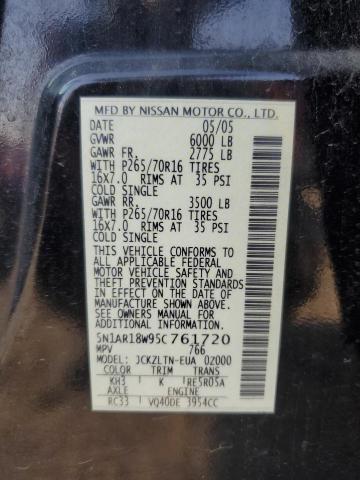 MFD BY NISSAN MOTOR CO., LTD.
DATE 05/05
GVWR 6000 LB
GAWR FR. 2775 LB
WITH P265/70R16 TIRES
16X7.0 RIMS AT 35 PSI
COLD SINGLE
GAWR RR. 3500 LB
WITH P265/70R16 TIRES
16X7.0 RIMS AT 35 PSI
COLD SINGLE
THIS VEHICLE CONFORMS TO
ALL APPLICABLE FEDERAL
MOTOR VEHICLE SAFETY AND
THEFT PREVENTION STANDARDS
IN EFFECT ON THE DATE OF
MANUFACTURE SHOWN ABOVE.
SEE OWNERS MANUAL FOR
ADDITIONAL INFORMATION
5N1AR18W95C761720
MPV 766
MODEL: JCKZLTN-EUA 02000
COLOR TRIM TRANS
KH3 K RE5R05A
AXLE ENGINE
RC33 VQ40DE 3954CC